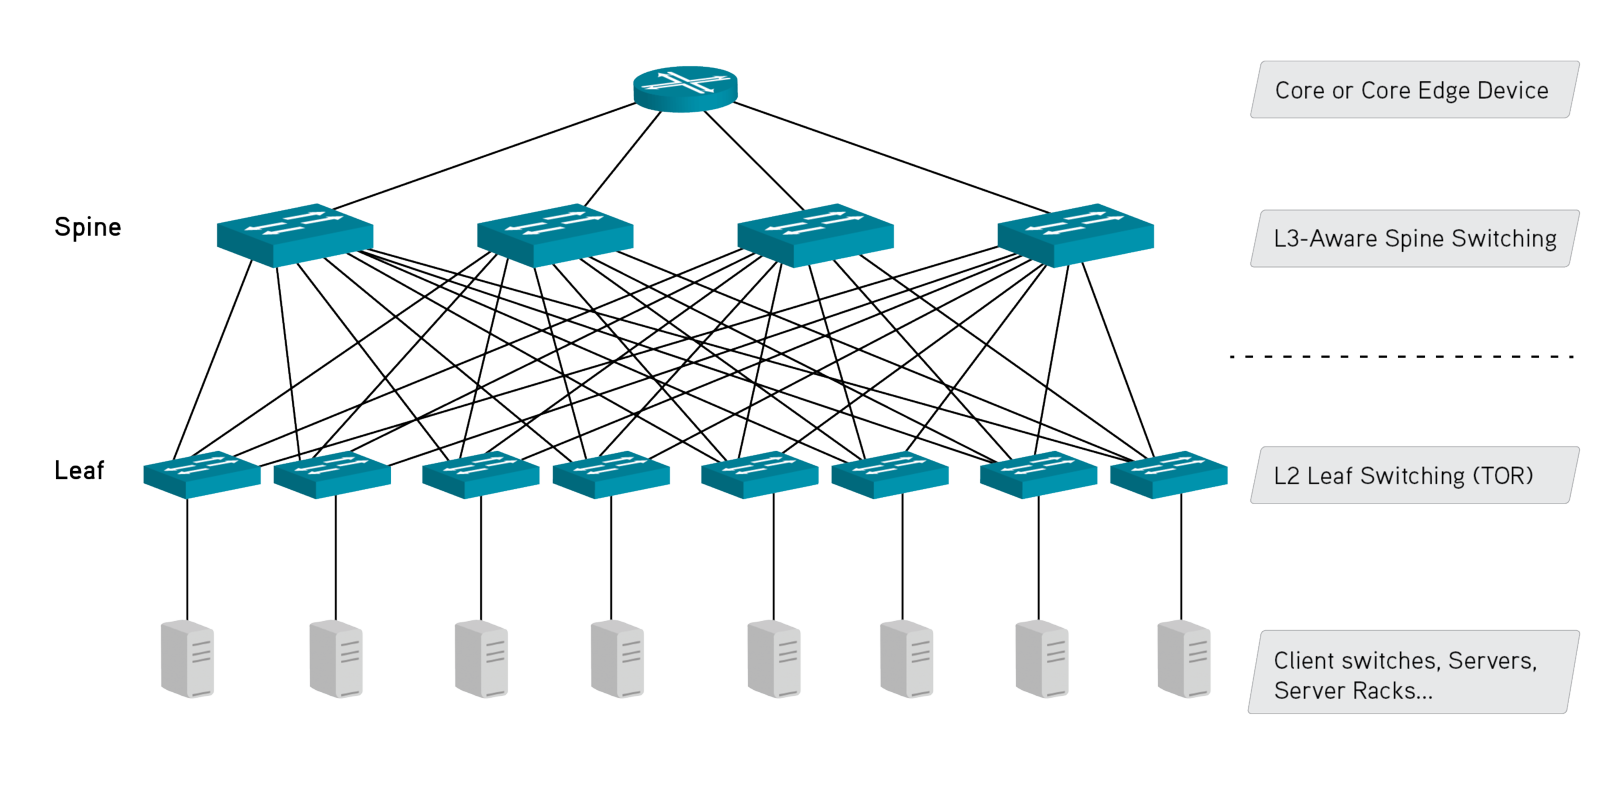 Core or Core Edge Device
Spine
L3-Aware Spine Switching
Leaf
L2 Leaf Switching (TOR)
Client switches, Servers,
Server Racks...